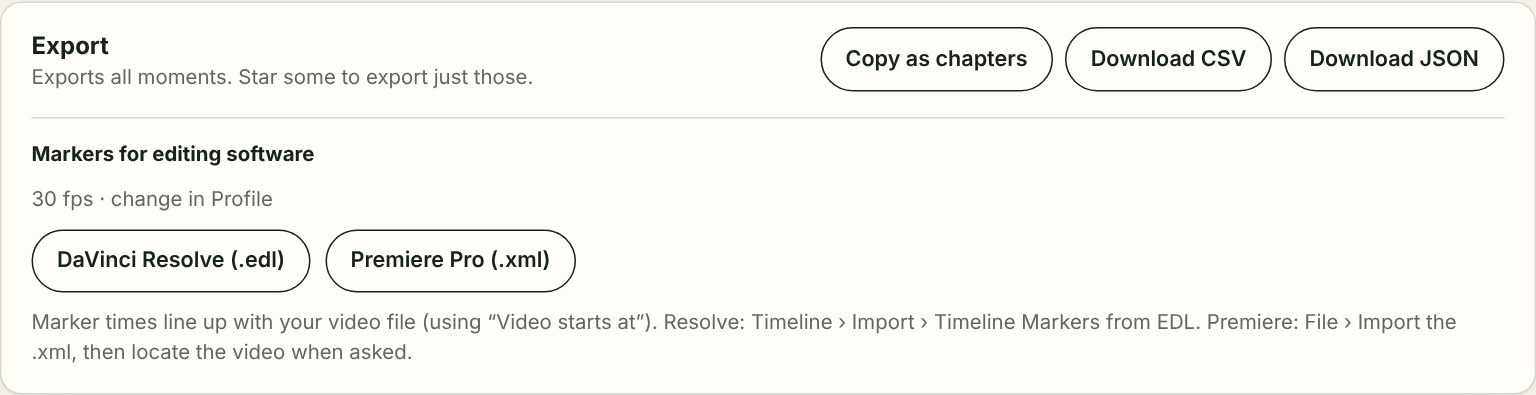 Export
Exports all moments. Star some to export just those.
Copy as chapters
Download CSV
Download JSON
Markers for editing software
30 fps · change in Profile
DaVinci Resolve (.edl)
Premiere Pro (.xml)
Marker times line up with your video file (using “Video starts at”). Resolve: Timeline › Import › Timeline Markers from EDL. Premiere: File › Import the
.xml, then locate the video when asked.